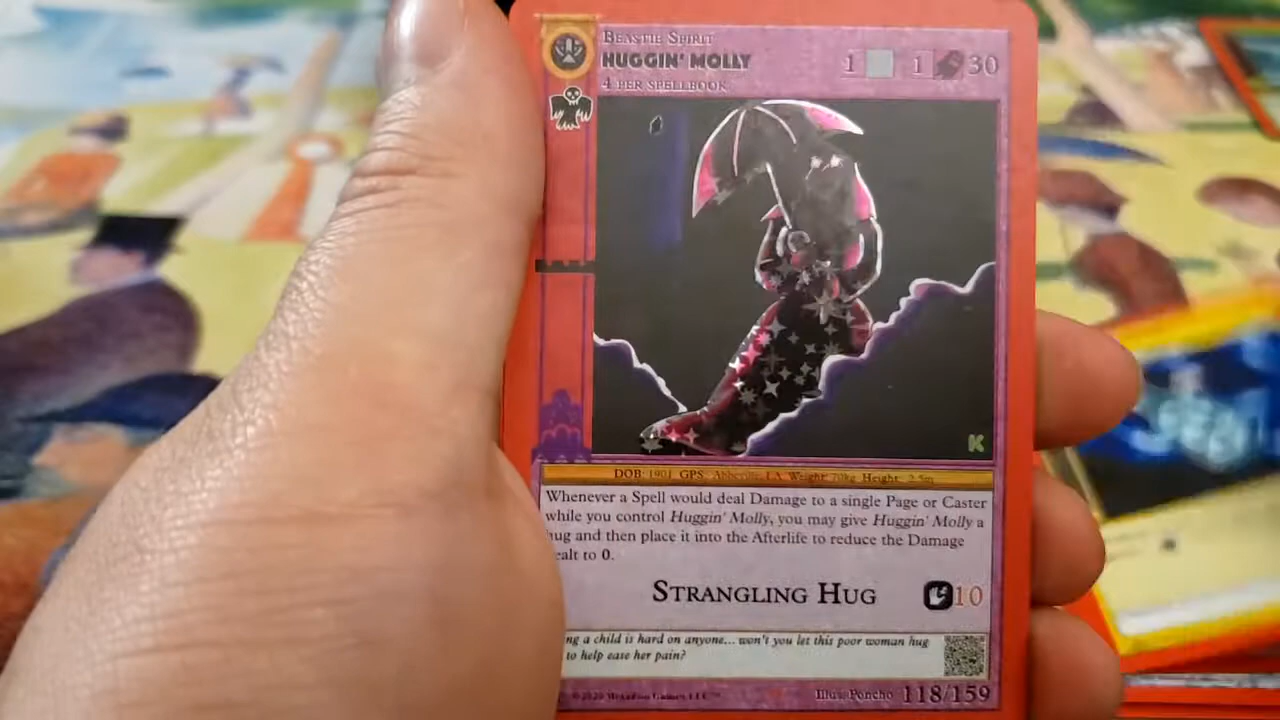 Beastie Spirit
Huggin' Molly
1 1 30
4 per Spellbook
K
DOB: 1901 GPS: Abbeville, LA Weight: 70kg Height: 2.5m
Whenever a Spell would deal Damage to a single Page or Caster
while you control Huggin' Molly, you may give Huggin' Molly a
ug and then place it into the Afterlife to reduce the Damage
ealt to 0.
Strangling Hug 10
ng a child is hard on anyone... won't you let this poor woman hug
to help ease her pain?
©2020 MetaZoo Games LLC™ Illus: Poncho 118/159